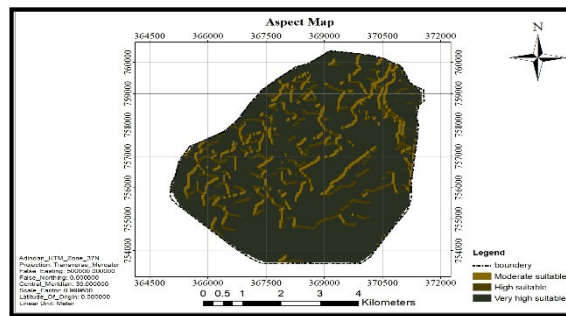 Aspect Map
364500 366000 367500 369000 370500 372000
N
760000 760000
759000 759000
758000 758000
757000 757000
756000 756000
755000 755000
754000 754000
Adindan_UTM_Zone_37N
Projection: Transverse_Mercator
False_Easting: 500000.000000
False_Northing: 0.000000
Central_Meridian: 39.000000
Scale_Factor: 0.999600
Latitude_Of_Origin: 0.000000
Linear Unit: Meter
Legend
boundary
Moderate suitable
High suitable
Very high suitable
364500 366000 367500 369000 370500 372000
0 0.5 1 2 3 4
Kilometers